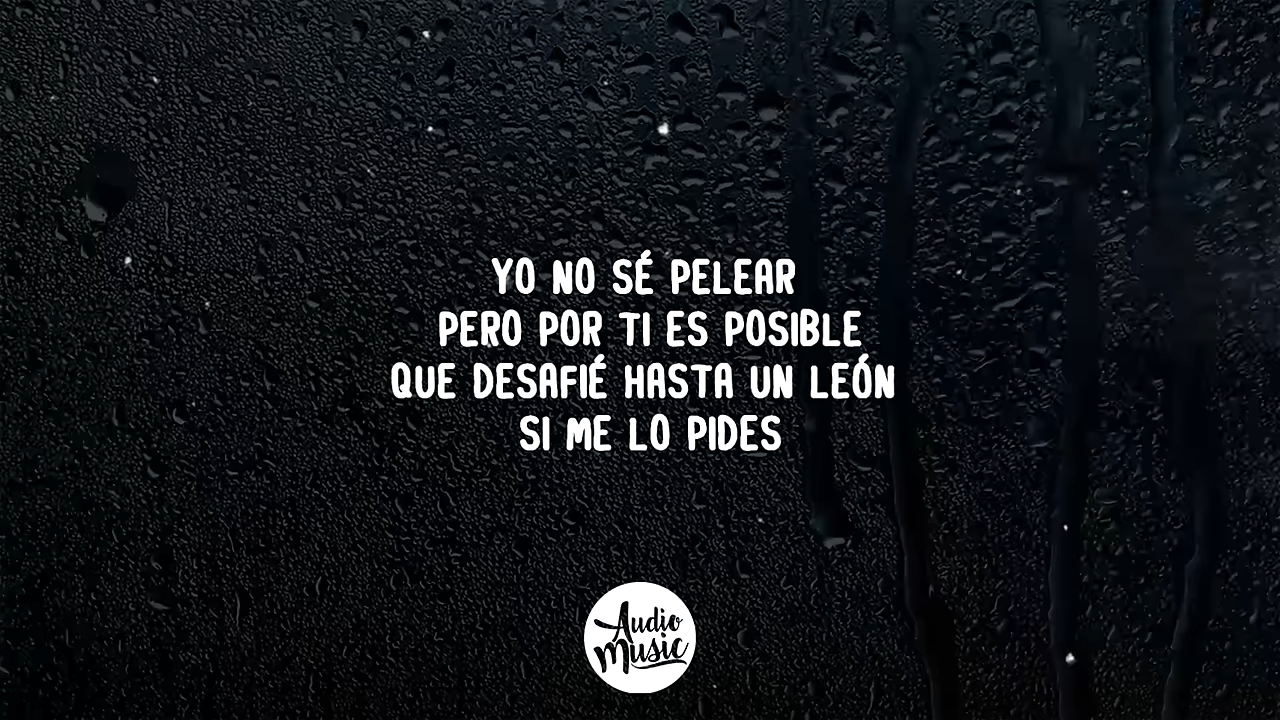 YO NO SÉ PELEAR
PERO POR TI ES POSIBLE
QUE DESAFIÉ HASTA UN LEÓN
SI ME LO PIDES
Audio
Music